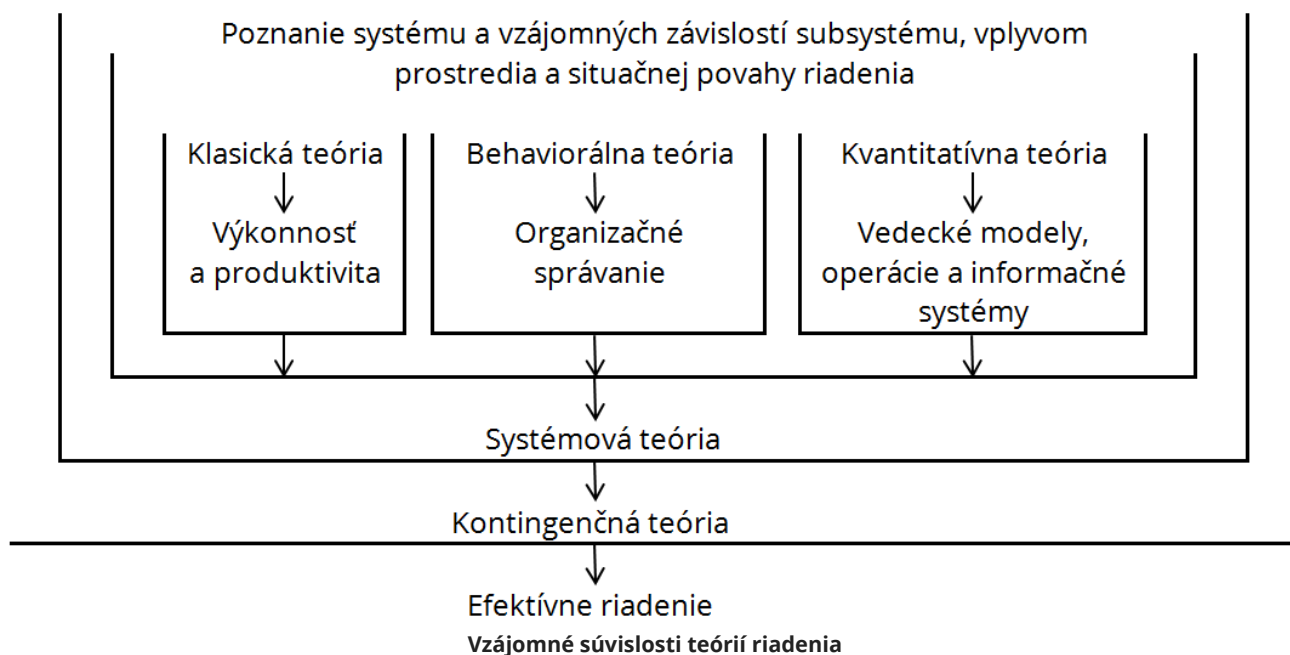 Poznanie systému a vzájomných závislostí subsystému, vplyvom
prostredia a situačnej povahy riadenia
Klasická teória
Výkonnosť
a produktivita
Behaviorálna teória
Organizačné
správanie
Kvantitatívna teória
Vedecké modely,
operácie a informačné
systémy
Systémová teória
Kontingenčná teória
Efektívne riadenie
Vzájomné súvislosti teórií riadenia